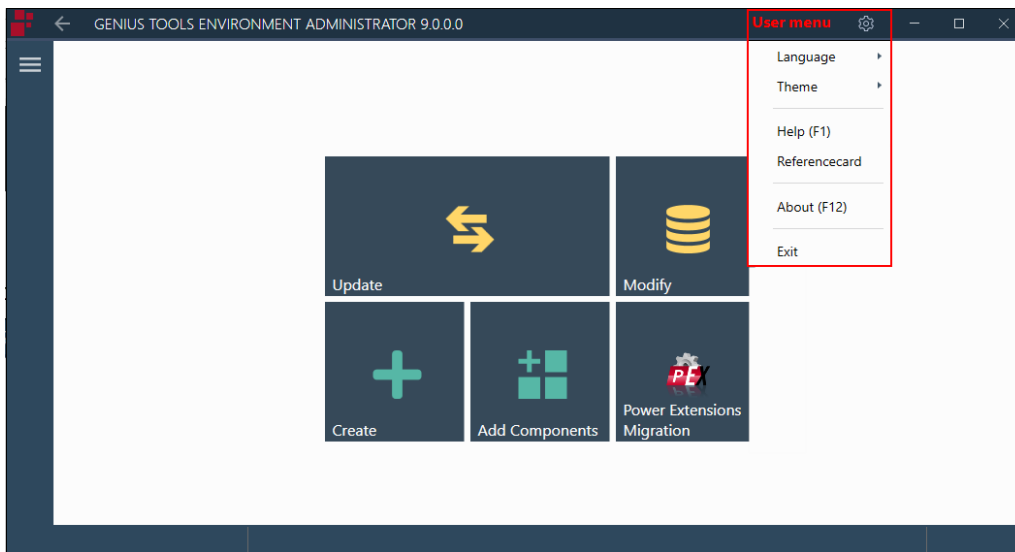 GENIUS TOOLS ENVIRONMENT ADMINISTRATOR 9.0.0.0
User menu
Language
Theme
Help (F1)
Referencecard
About (F12)
Exit
Update
Modify
Create
Add Components
PEX
Power Extensions
Migration